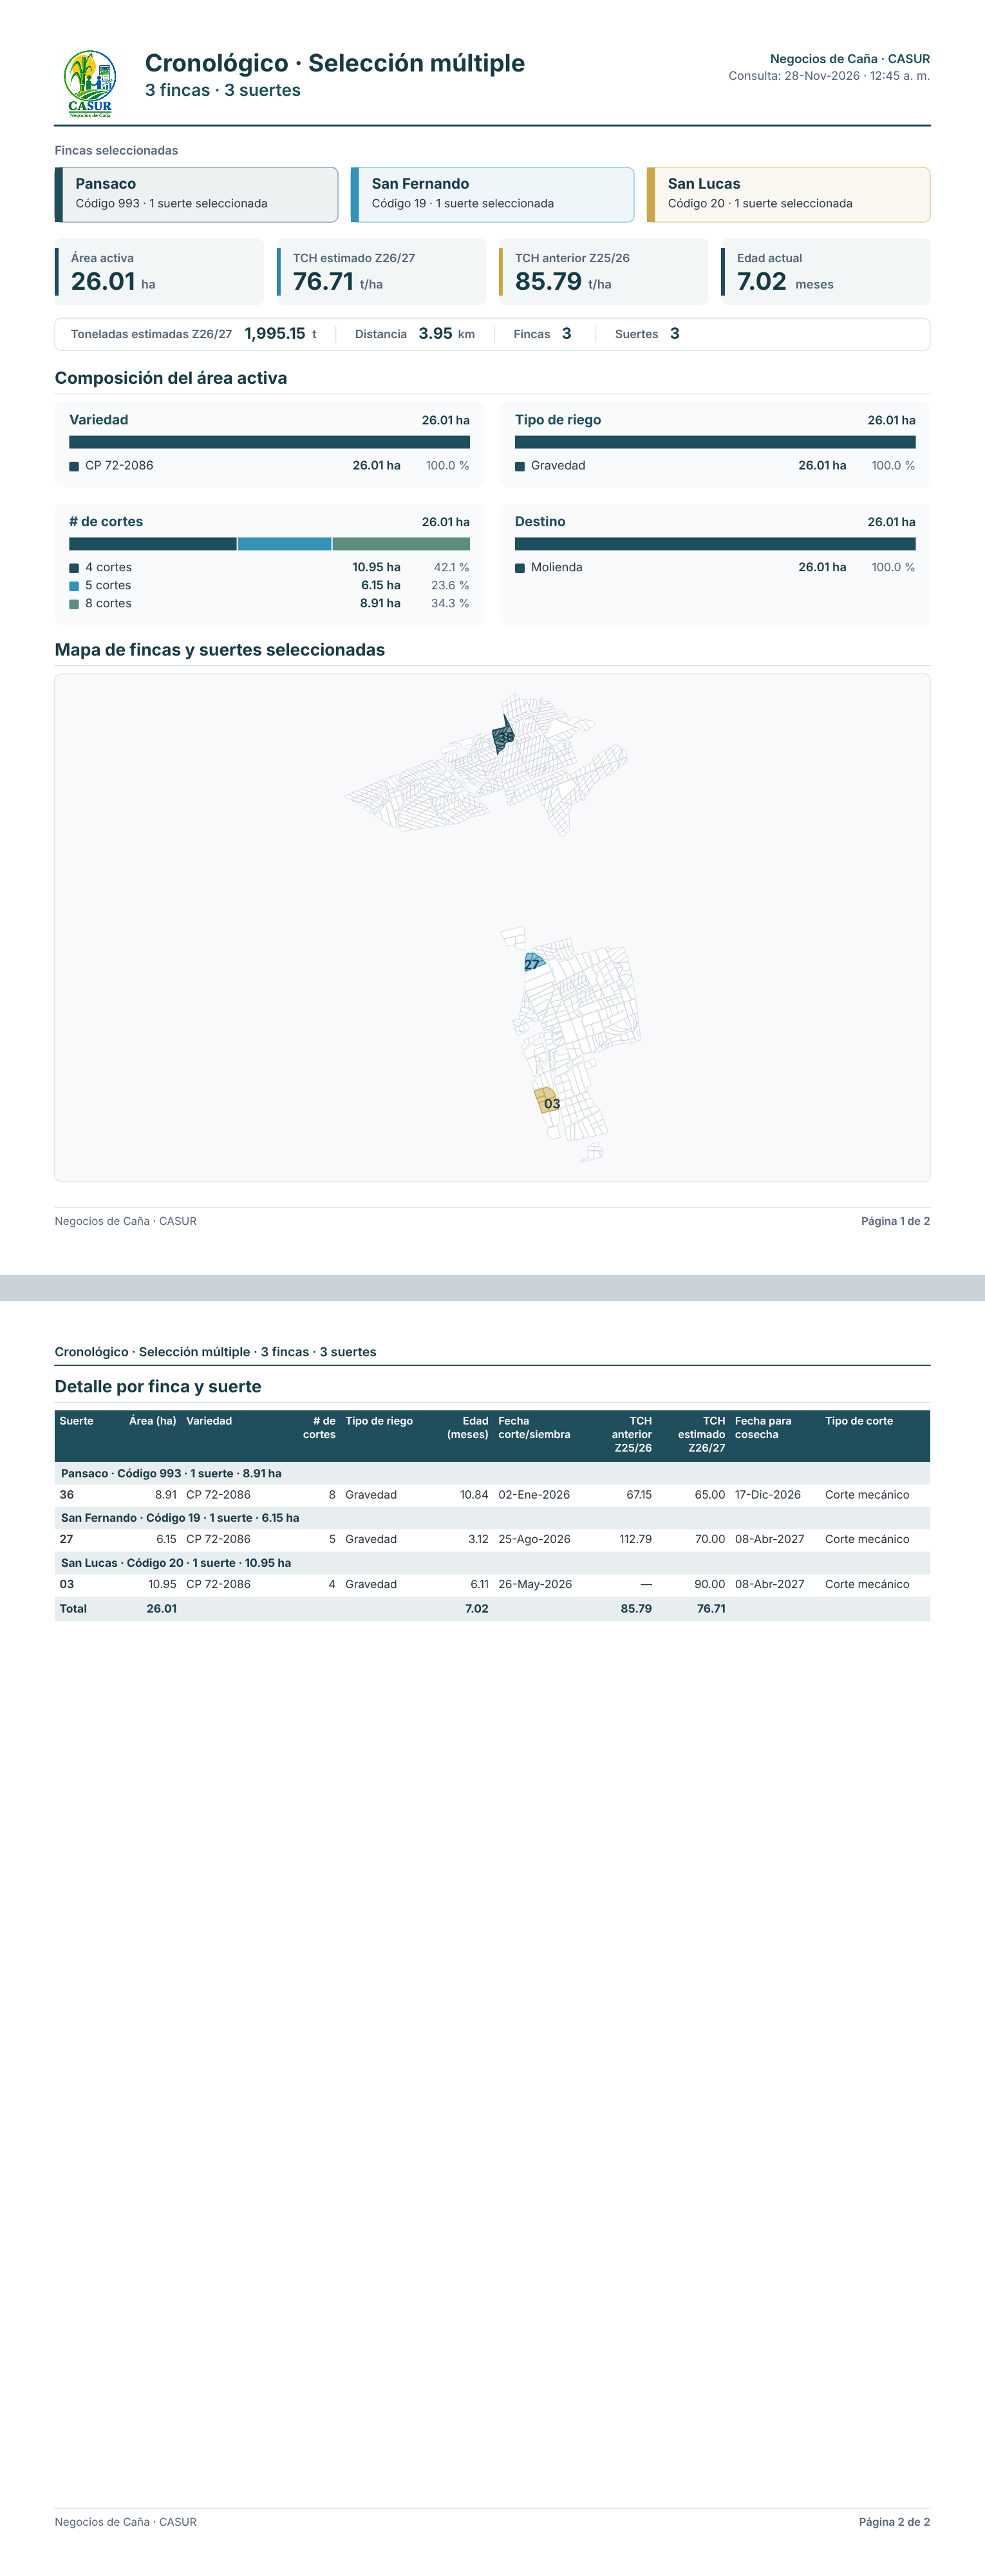 CASUR
Negocios de Caña
Cronológico · Selección múltiple
3 fincas · 3 suertes
Negocios de Caña · CASUR
Consulta: 28-Nov-2026 · 12:45 a. m.
Fincas seleccionadas
Pansaco
Código 993 · 1 suerte seleccionada
San Fernando
Código 19 · 1 suerte seleccionada
San Lucas
Código 20 · 1 suerte seleccionada
Área activa
26.01 ha
TCH estimado Z26/27
76.71 t/ha
TCH anterior Z25/26
85.79 t/ha
Edad actual
7.02 meses
Toneladas estimadas Z26/27 1,995.15 t Distancia 3.95 km Fincas 3 Suertes 3
Composición del área activa
Variedad 26.01 ha
CP 72-2086 26.01 ha 100.0 %
Tipo de riego 26.01 ha
Gravedad 26.01 ha 100.0 %
# de cortes 26.01 ha
4 cortes 10.95 ha 42.1 %
5 cortes 6.15 ha 23.6 %
8 cortes 8.91 ha 34.3 %
Destino 26.01 ha
Molienda 26.01 ha 100.0 %
Mapa de fincas y suertes seleccionadas
36
27
03
Negocios de Caña · CASUR Página 1 de 2
Cronológico · Selección múltiple · 3 fincas · 3 suertes
Detalle por finca y suerte
Suerte Área (ha) Variedad # de cortes Tipo de riego Edad (meses) Fecha corte/siembra TCH anterior Z25/26 TCH estimado Z26/27 Fecha para cosecha Tipo de corte
Pansaco · Código 993 · 1 suerte · 8.91 ha
36 8.91 CP 72-2086 8 Gravedad 10.84 02-Ene-2026 67.15 65.00 17-Dic-2026 Corte mecánico
San Fernando · Código 19 · 1 suerte · 6.15 ha
27 6.15 CP 72-2086 5 Gravedad 3.12 25-Ago-2026 112.79 70.00 08-Abr-2027 Corte mecánico
San Lucas · Código 20 · 1 suerte · 10.95 ha
03 10.95 CP 72-2086 4 Gravedad 6.11 26-May-2026 — 90.00 08-Abr-2027 Corte mecánico
Total 26.01 7.02 85.79 76.71
Negocios de Caña · CASUR Página 2 de 2